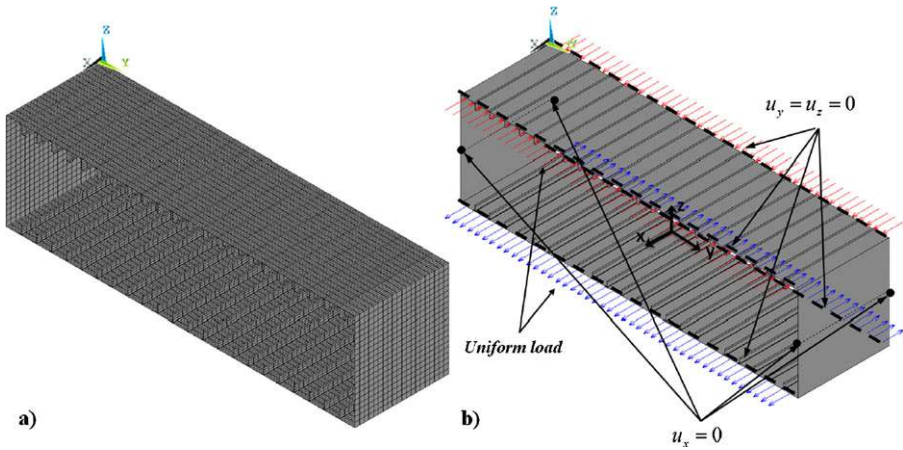 Z
X Y
Z
X Y
u_y = u_z = 0
z
x y
Uniform load
a)
b)
u_x = 0